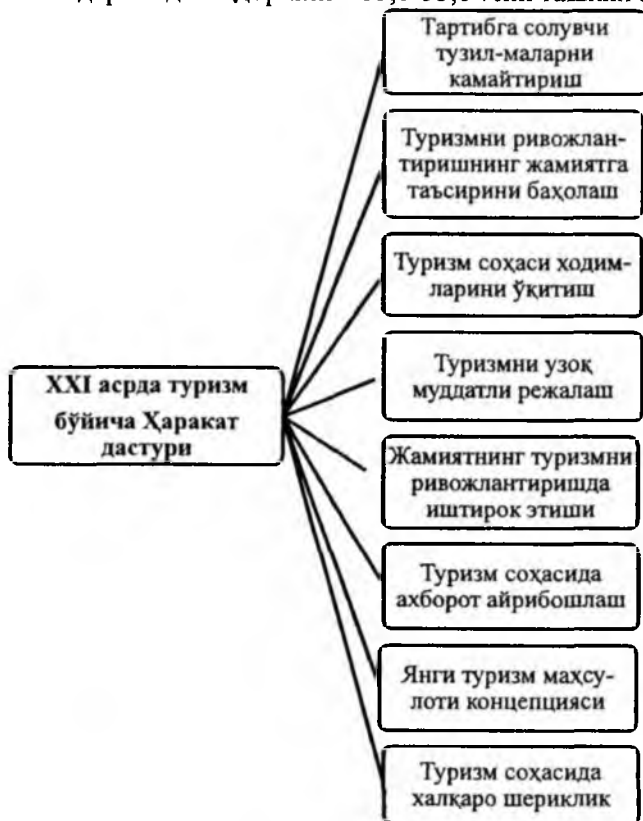 Тартибга солувчи
тузил-маларни
камайтириш
Туризмни ривожлан-
тиришнинг жамиятга
таъсирини баҳолаш
Туризм соҳаси ходим-
ларини ўқитиш
XXI асрда туризм
бўйича Ҳаракат
дастури
Туризмни узоқ
муддатли режалаш
Жамиятнинг туризмни
ривожлантиришда
иштирок этиши
Туризм соҳасида
ахборот айрибошлаш
Янги туризм маҳсу-
лоти концепцияси
Туризм соҳасида
халқаро шериклик